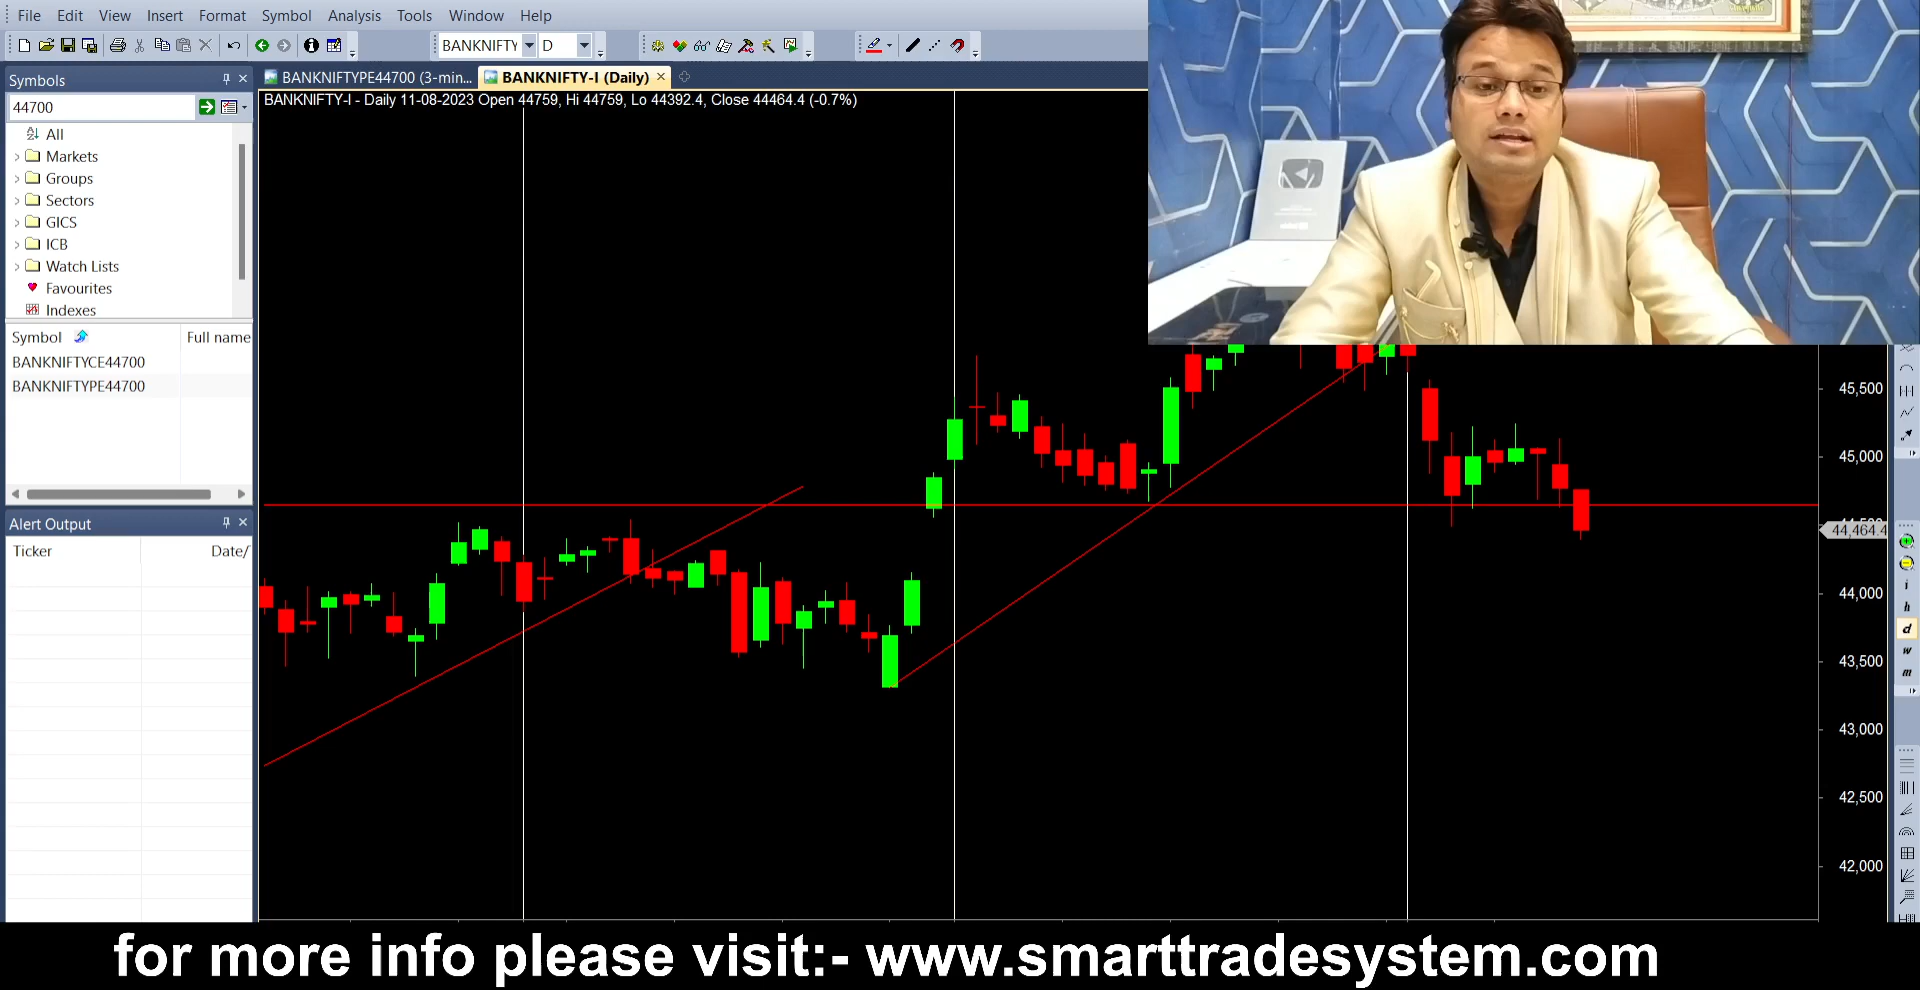 File Edit View Insert Format Symbol Analysis Tools Window Help
BANKNIFTY D
Symbols
44700
All
Markets
Groups
Sectors
GICS
ICB
Watch Lists
Favourites
Indexes
Symbol Full name
BANKNIFTYCE44700
BANKNIFTYPE44700
Alert Output
Ticker Date/
BANKNIFTYPE44700 (3-min... BANKNIFTY-I (Daily)
BANKNIFTY-I - Daily 11-08-2023 Open 44759, Hi 44759, Lo 44392.4, Close 44464.4 (-0.7%)
45,500
45,000
44,464.4
44,000
43,500
43,000
42,500
42,000
i
h
d
w
m
for more info please visit:- www.smarttradesystem.com